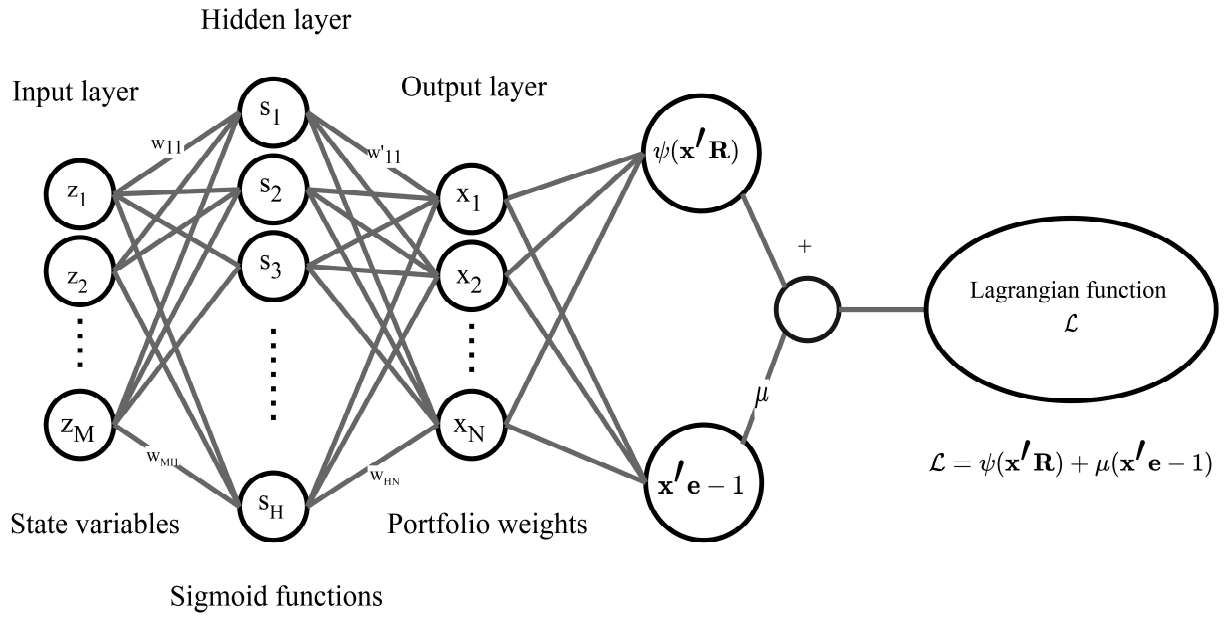 Hidden layer
Input layer
Output layer
s1
w11
w'11
ψ(x′R)
z1
s2
x1
s3
z2
x2
+
Lagrangian function
ℒ
μ
zM
xN
wHN
x′e − 1
ℒ = ψ(x′R) + μ(x′e − 1)
sH
State variables
Portfolio weights
Sigmoid functions